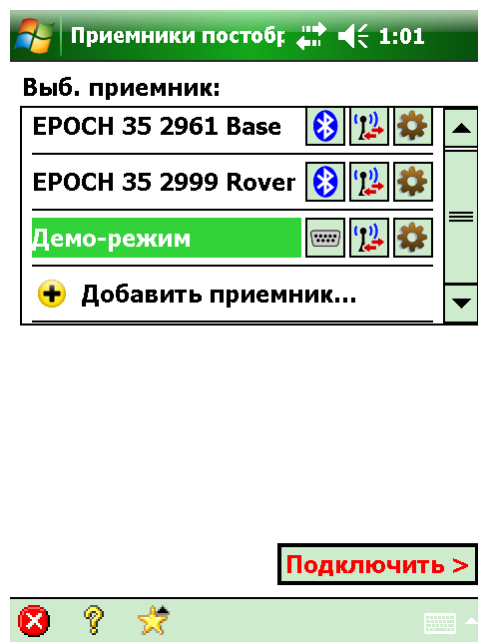 Приемники постобр 1:01
Выб. приемник:
EPOCH 35 2961 Base
EPOCH 35 2999 Rover
Демо-режим
Добавить приемник...
Подключить >